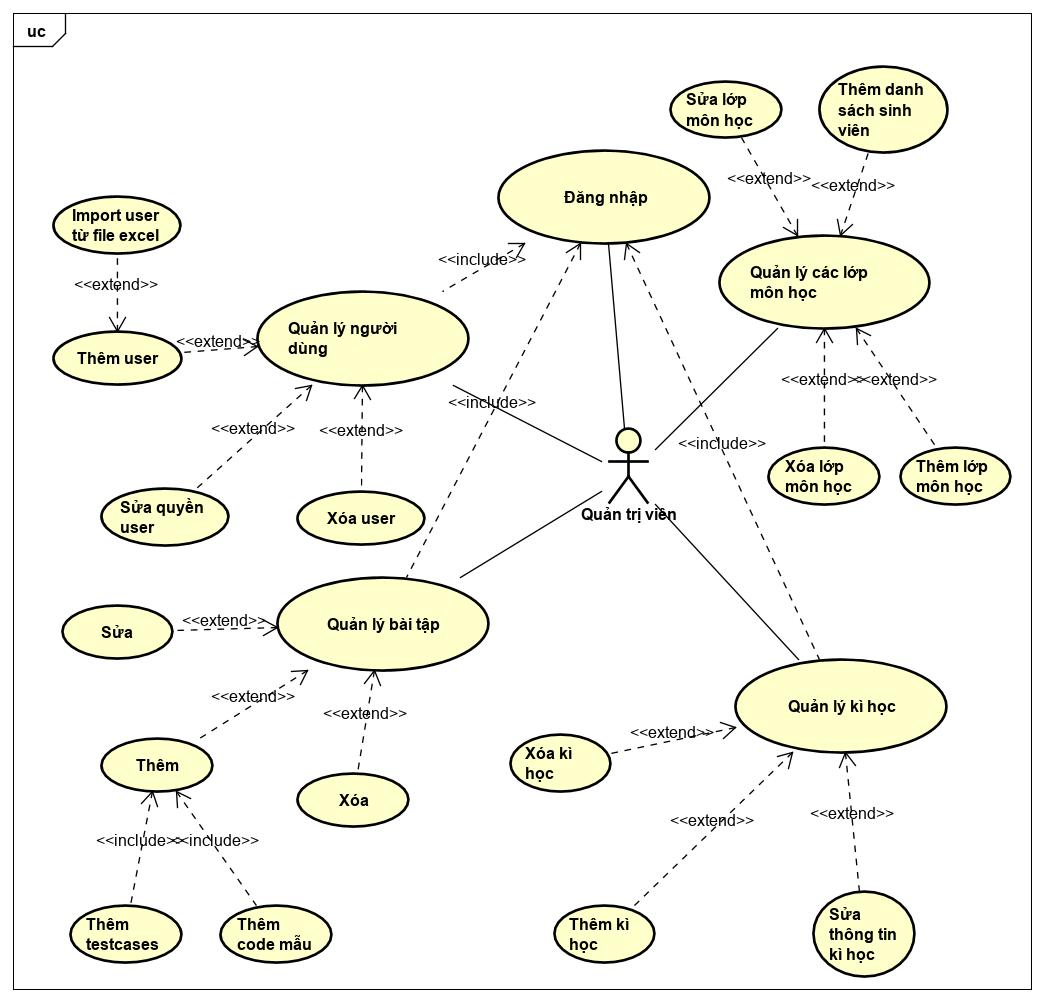 uc
Sửa lớp
môn học
Thêm danh
sách sinh
viên
<<extend>>
<<extend>>
Đăng nhập
Import user
từ file excel
<<extend>>
<<include>>
Quản lý các lớp
môn học
Quản lý người
dùng
<<extend>>
Thêm user
<<extend>>
<<extend>>
<<include>>
<<extend>>
<<extend>>
<<include>>
Xóa lớp
môn học
Thêm lớp
môn học
Sửa quyền
user
Xóa user
Quản trị viên
Sửa
<<extend>>
Quản lý bài tập
<<extend>>
<<extend>>
Quản lý kì học
<<extend>>
Xóa kì
học
Thêm
Xóa
<<extend>>
<<extend>>
<<include>>
<<include>>
Thêm
testcases
Thêm
code mẫu
Thêm kì
học
Sửa
thông tin
kì học